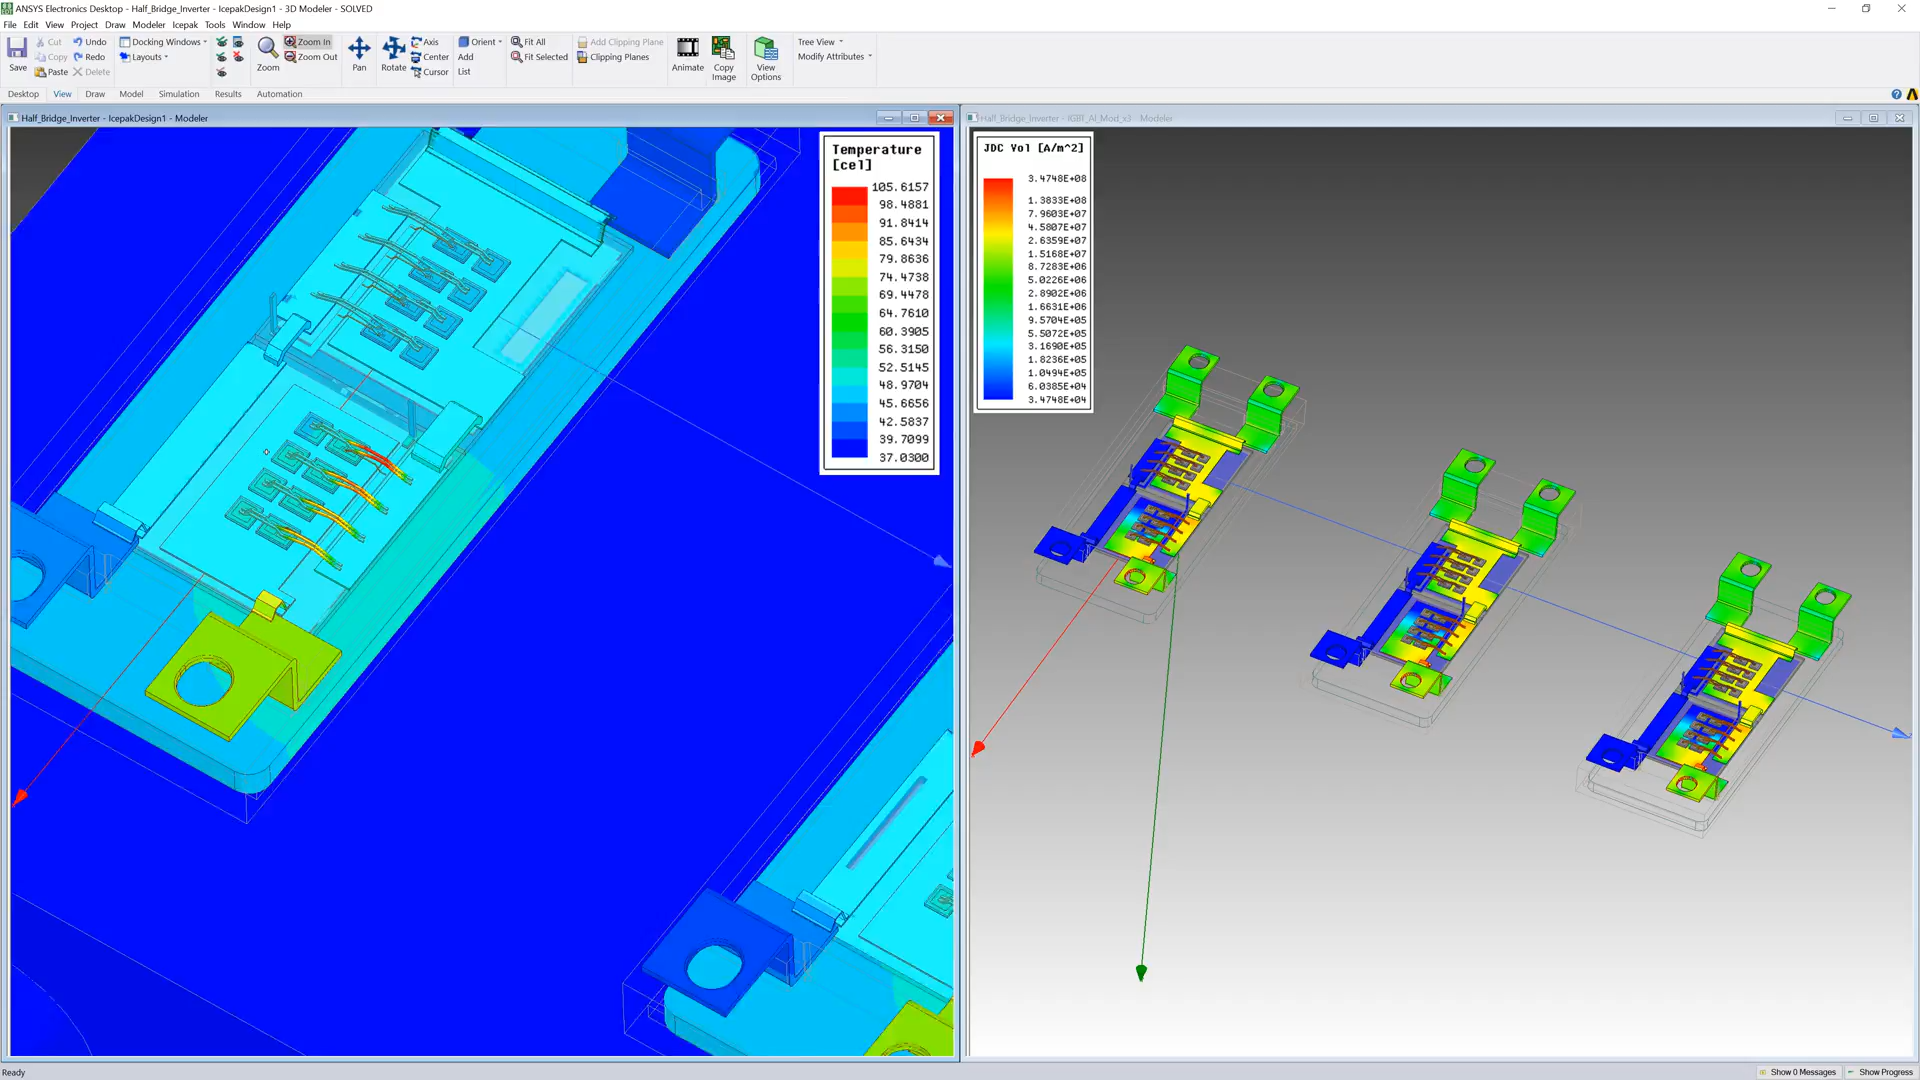 ANSYS Electronics Desktop - Half_Bridge_Inverter - IcepakDesign1 - 3D Modeler - SOLVED
File Edit View Project Draw Modeler Icepak Tools Window Help
Save
Cut
Copy
Paste
Undo
Redo
Delete
Docking Windows
Layouts
Zoom
Zoom In
Zoom Out
Pan
Rotate
Axis
Center
Cursor
Orient
Add
List
Fit All
Fit Selected
Add Clipping Plane
Clipping Planes
Animate
Copy Image
View Options
Tree View
Modify Attributes
Desktop View Draw Model Simulation Results Automation
Half_Bridge_Inverter - IcepakDesign1 - Modeler
Temperature
[cel]
105.6157
98.4881
91.8414
85.6434
79.8636
74.4738
69.4478
64.7610
60.3905
56.3150
52.5145
48.9704
45.6656
42.5837
39.7099
37.0300
Half_Bridge_Inverter - IGBT_Al_Mod_x3 - Modeler
JDC Vol [A/m^2]
3.4748E+08
1.3833E+08
7.9603E+07
4.5807E+07
2.6359E+07
1.5168E+07
8.7283E+06
5.0226E+06
2.8902E+06
1.6631E+06
9.5704E+05
5.5072E+05
3.1690E+05
1.8236E+05
1.0494E+05
6.0385E+04
3.4748E+04
Ready
Show 0 Messages
Show Progress